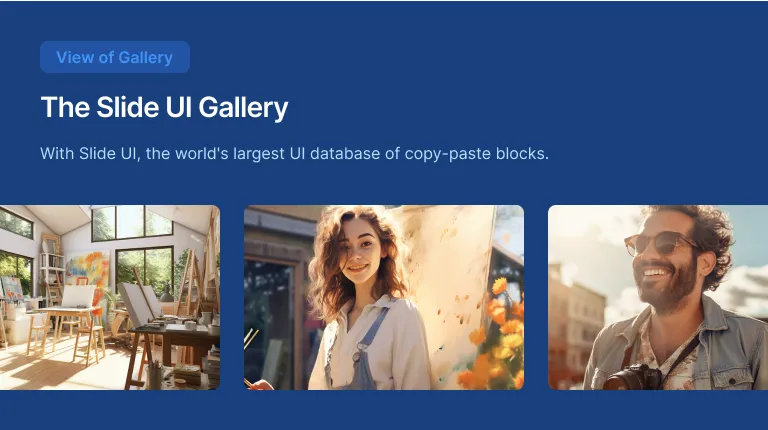 View of Gallery
The Slide UI Gallery
With Slide UI, the world's largest UI database of copy-paste blocks.